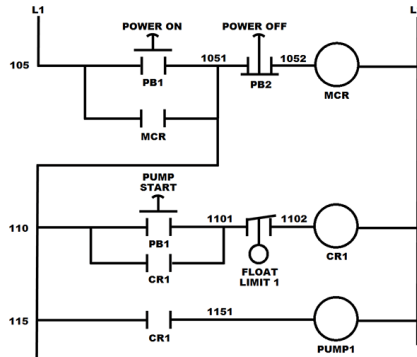 L1
L
POWER ON
POWER OFF
105
1051
1052
PB1
PB2
MCR
MCR
PUMP
START
110
1101
1102
PB1
CR1
FLOAT
LIMIT 1
CR1
115
1151
CR1
PUMP1